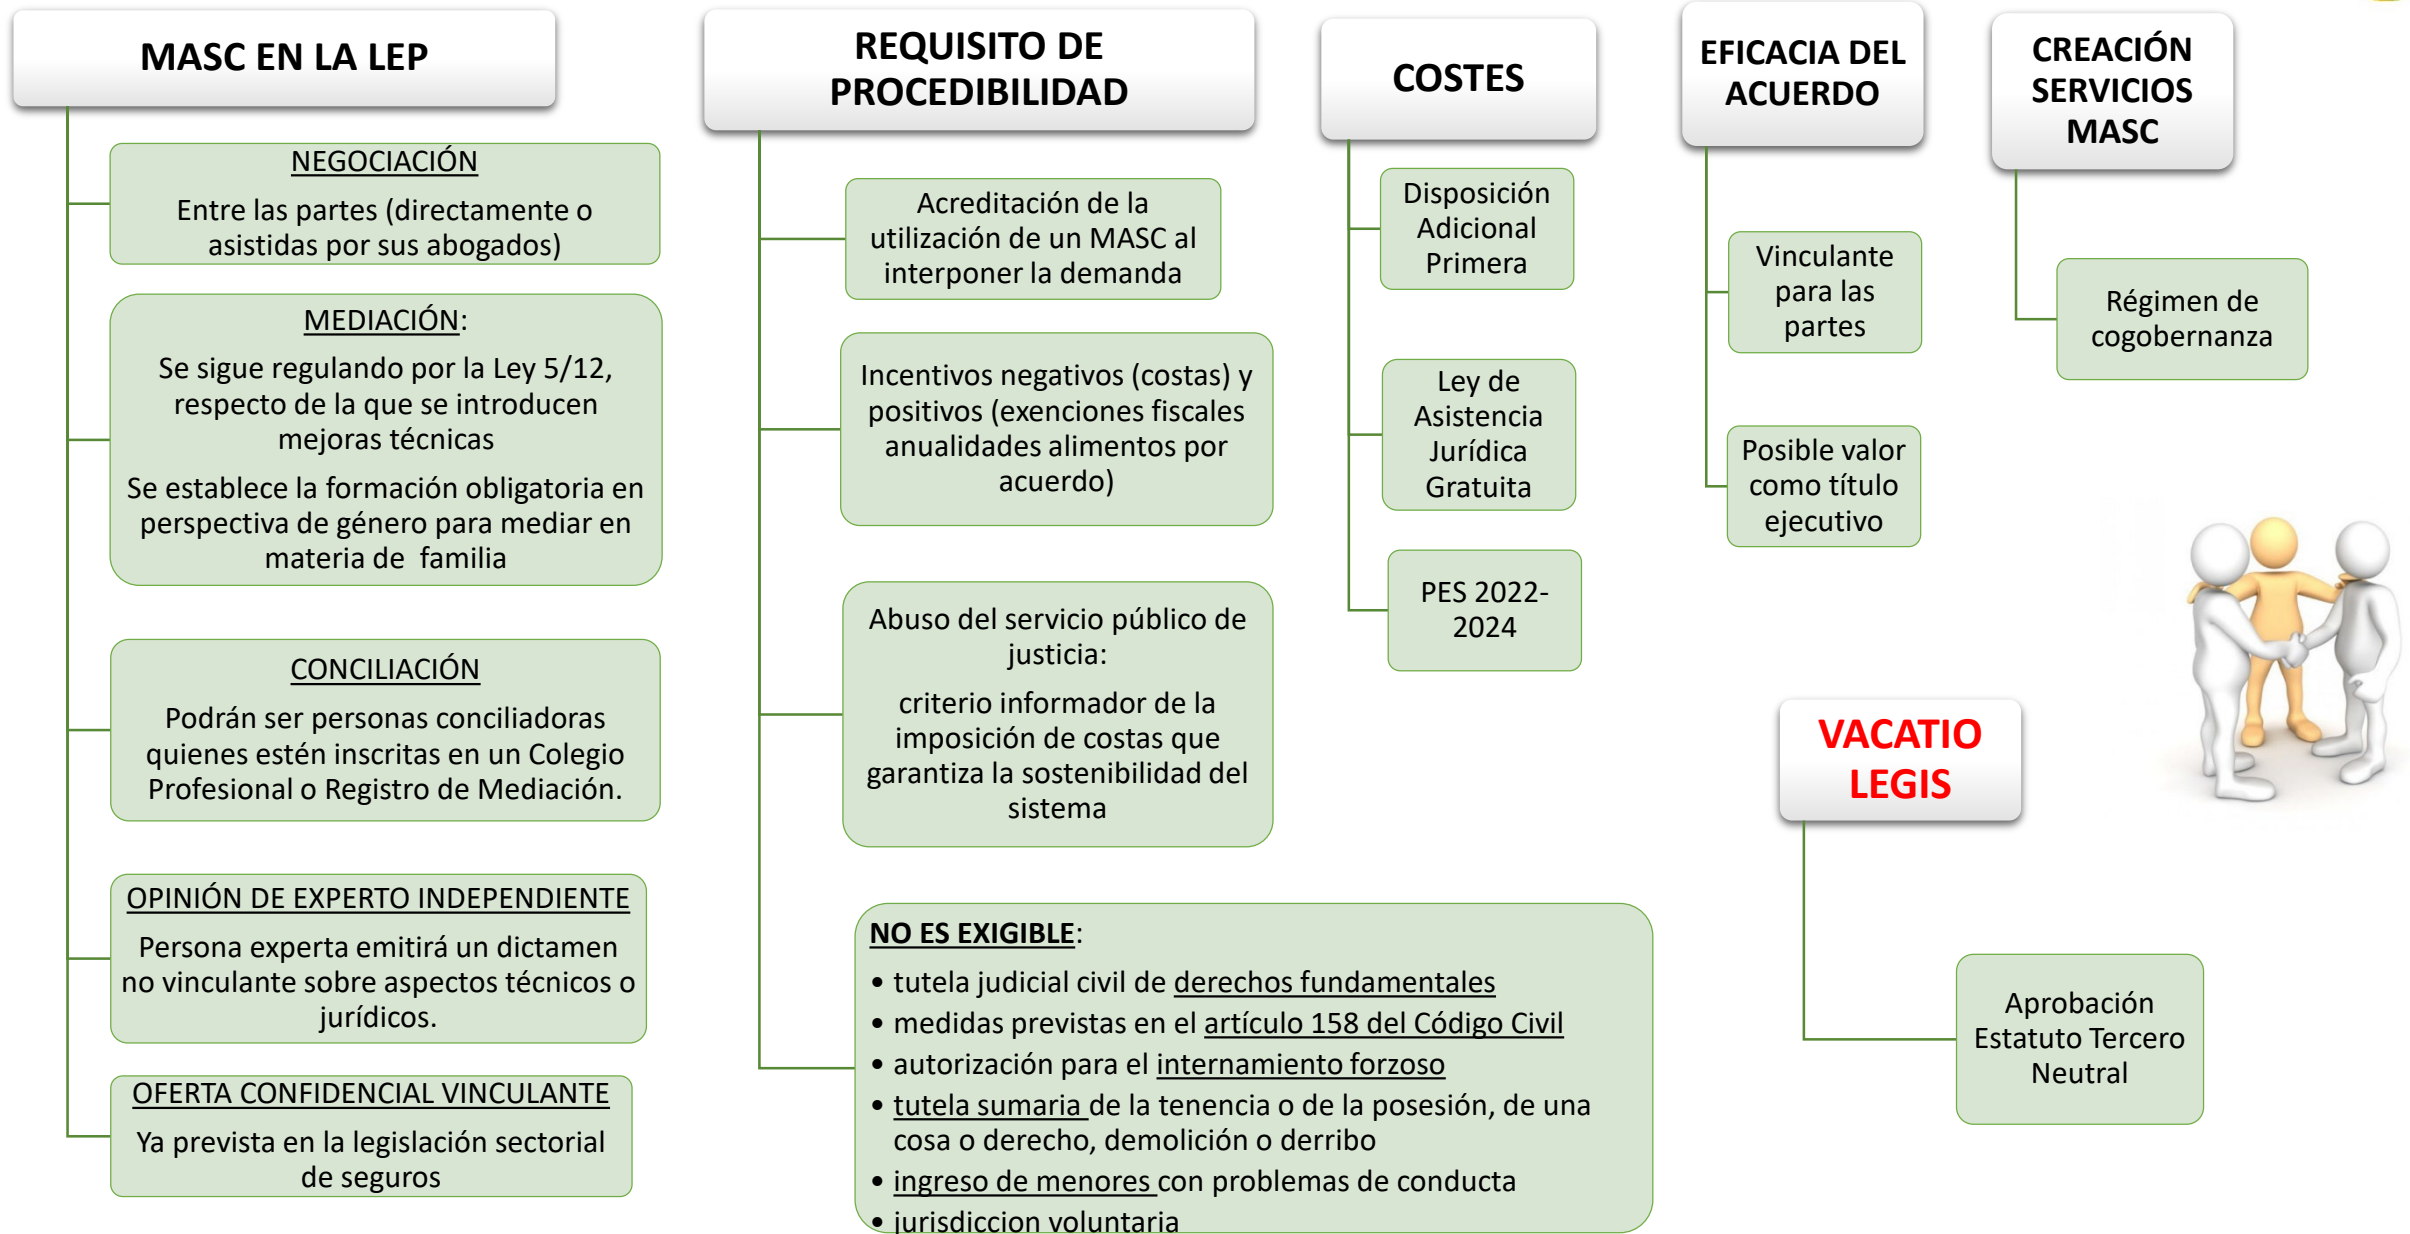 MASC EN LA LEP
NEGOCIACIÓN
Entre las partes (directamente o
asistidas por sus abogados)
MEDIACIÓN:
Se sigue regulando por la Ley 5/12,
respecto de la que se introducen
mejoras técnicas
Se establece la formación obligatoria en
perspectiva de género para mediar en
materia de familia
CONCILIACIÓN
Podrán ser personas conciliadoras
quienes estén inscritas en un Colegio
Profesional o Registro de Mediación.
OPINIÓN DE EXPERTO INDEPENDIENTE
Persona experta emitirá un dictamen
no vinculante sobre aspectos técnicos o
jurídicos.
OFERTA CONFIDENCIAL VINCULANTE
Ya prevista en la legislación sectorial
de seguros
REQUISITO DE
PROCEDIBILIDAD
Acreditación de la
utilización de un MASC al
interponer la demanda
Incentivos negativos (costas) y
positivos (exenciones fiscales
anualidades alimentos por
acuerdo)
Abuso del servicio público de
justicia:
criterio informador de la
imposición de costas que
garantiza la sostenibilidad del
sistema
NO ES EXIGIBLE:
• tutela judicial civil de derechos fundamentales
• medidas previstas en el artículo 158 del Código Civil
• autorización para el internamiento forzoso
• tutela sumaria de la tenencia o de la posesión, de una
cosa o derecho, demolición o derribo
• ingreso de menores con problemas de conducta
• jurisdiccion voluntaria
COSTES
Disposición
Adicional
Primera
Ley de
Asistencia
Jurídica
Gratuita
PES 2022-
2024
EFICACIA DEL
ACUERDO
Vinculante
para las
partes
Posible valor
como título
ejecutivo
CREACIÓN
SERVICIOS
MASC
Régimen de
cogobernanza
VACATIO
LEGIS
Aprobación
Estatuto Tercero
Neutral